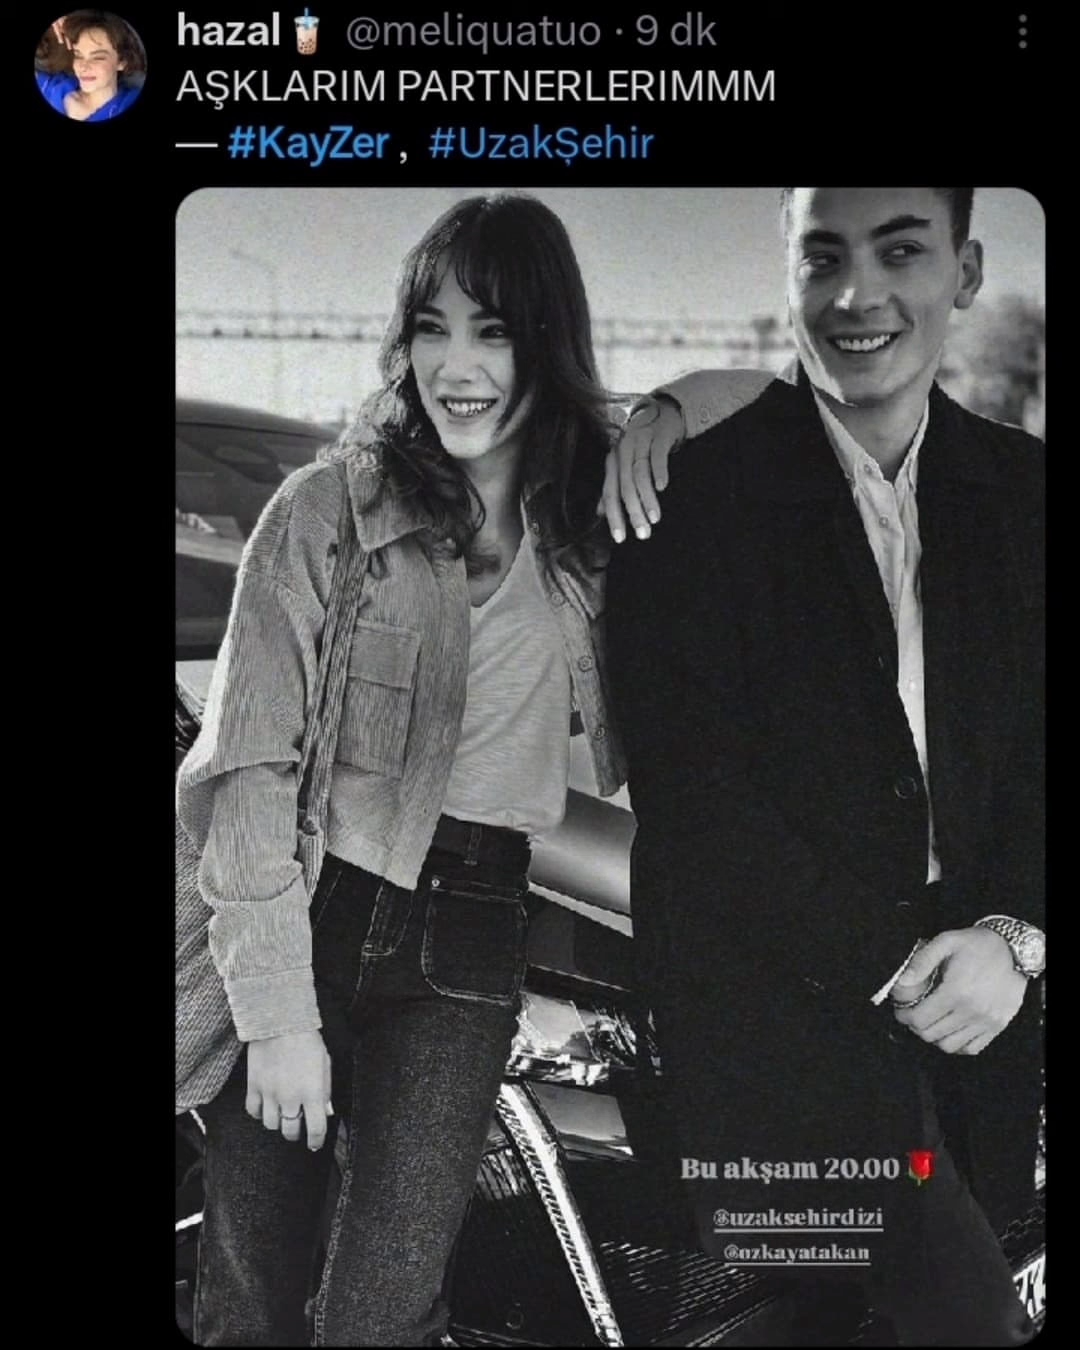 hazal🧋 @meliquatuo · 9 dk
AŞKLARIM PARTNERLERIMMM
— #KayZer , #UzakŞehir
Bu akşam 20.00🌹
@uzaksehirdizi
@ozkayatakan